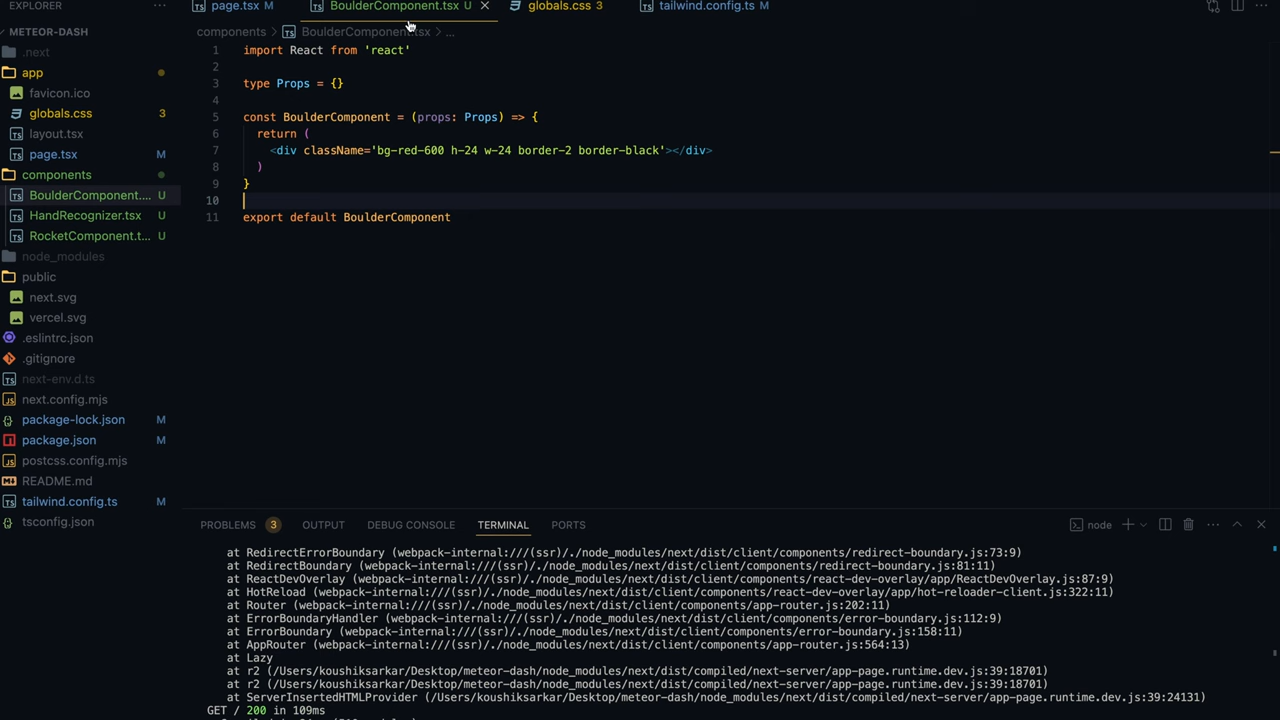 EXPLORER ...
page.tsx M
BoulderComponent.tsx U
globals.css 3
tailwind.config.ts M
METEOR-DASH
components > BoulderComponent.tsx > ...
.next
app
favicon.ico
globals.css 3
layout.tsx
page.tsx M
components
BoulderComponent.... U
HandRecognizer.tsx U
RocketComponent.t... U
node_modules
public
next.svg
vercel.svg
.eslintrc.json
.gitignore
next-env.d.ts
next.config.mjs
package-lock.json M
package.json M
postcss.config.mjs
README.md
tailwind.config.ts M
tsconfig.json
1 import React from 'react'
2
3 type Props = {}
4
5 const BoulderComponent = (props: Props) => {
6 return (
7 <div className='bg-red-600 h-24 w-24 border-2 border-black'></div>
8 )
9 }
10
11 export default BoulderComponent
PROBLEMS 3 OUTPUT DEBUG CONSOLE TERMINAL PORTS
node
at RedirectErrorBoundary (webpack-internal:///(ssr)/./node_modules/next/dist/client/components/redirect-boundary.js:73:9)
at RedirectBoundary (webpack-internal:///(ssr)/./node_modules/next/dist/client/components/redirect-boundary.js:81:11)
at ReactDevOverlay (webpack-internal:///(ssr)/./node_modules/next/dist/client/components/react-dev-overlay/app/ReactDevOverlay.js:87:9)
at HotReload (webpack-internal:///(ssr)/./node_modules/next/dist/client/components/react-dev-overlay/app/hot-reloader-client.js:322:11)
at Router (webpack-internal:///(ssr)/./node_modules/next/dist/client/components/app-router.js:202:11)
at ErrorBoundaryHandler (webpack-internal:///(ssr)/./node_modules/next/dist/client/components/error-boundary.js:112:9)
at ErrorBoundary (webpack-internal:///(ssr)/./node_modules/next/dist/client/components/error-boundary.js:158:11)
at AppRouter (webpack-internal:///(ssr)/./node_modules/next/dist/client/components/app-router.js:564:13)
at Lazy
at r2 (/Users/koushiksarkar/Desktop/meteor-dash/node_modules/next/dist/compiled/next-server/app-page.runtime.dev.js:39:18701)
at r2 (/Users/koushiksarkar/Desktop/meteor-dash/node_modules/next/dist/compiled/next-server/app-page.runtime.dev.js:39:18701)
at ServerInsertedHTMLProvider (/Users/koushiksarkar/Desktop/meteor-dash/node_modules/next/dist/compiled/next-server/app-page.runtime.dev.js:39:24131)
GET / 200 in 109ms